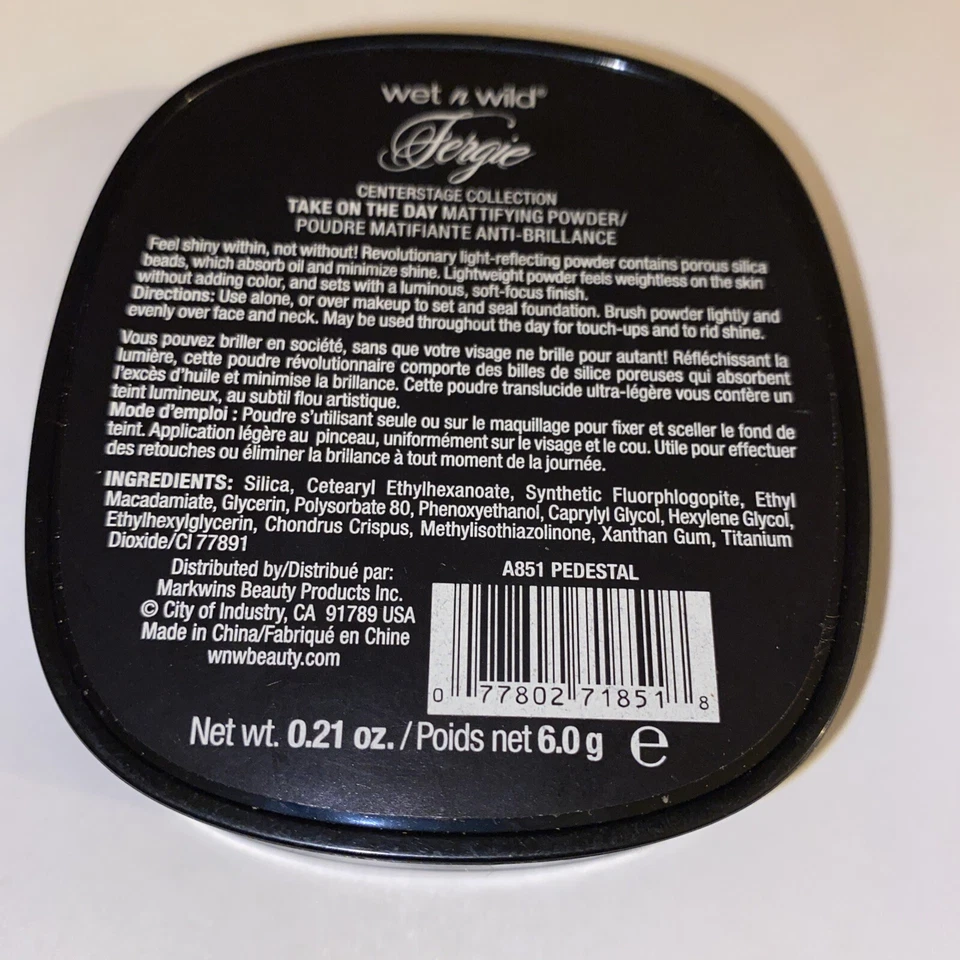 wet n wild®
Fergie
CENTERSTAGE COLLECTION
TAKE ON THE DAY MATTIFYING POWDER/
POUDRE MATIFIANTE ANTI-BRILLANCE
Feel shiny within, not without! Revolutionary light-reflecting powder contains porous silica
beads, which absorb oil and minimize shine. Lightweight powder feels weightless on the skin
without adding color, and sets with a luminous, soft-focus finish.
Directions: Use alone, or over makeup to set and seal foundation. Brush powder lightly and
evenly over face and neck. May be used throughout the day for touch-ups and to rid shine.
Vous pouvez briller en société, sans que votre visage ne brille pour autant! Réfléchissant la
lumière, cette poudre révolutionnaire comporte des billes de silice poreuses qui absorbent
l'excès d'huile et minimise la brillance. Cette poudre translucide ultra-légère vous confère un
teint lumineux, au subtil flou artistique.
Mode d'emploi : Poudre s'utilisant seule ou sur le maquillage pour fixer et sceller le fond de
teint. Application légère au pinceau, uniformément sur le visage et le cou. Utile pour effectuer
des retouches ou éliminer la brillance à tout moment de la journée.
INGREDIENTS: Silica, Cetearyl Ethylhexanoate, Synthetic Fluorphlogopite, Ethyl
Macadamiate, Glycerin, Polysorbate 80, Phenoxyethanol, Caprylyl Glycol, Hexylene Glycol,
Ethylhexylglycerin, Chondrus Crispus, Methylisothiazolinone, Xanthan Gum, Titanium
Dioxide/CI 77891
Distributed by/Distribué par:
Markwins Beauty Products Inc.
© City of Industry, CA 91789 USA
Made in China/Fabriqué en Chine
wnwbeauty.com
A851 PEDESTAL
0 77802 71851 8
Net wt. 0.21 oz. / Poids net 6.0 g ℮